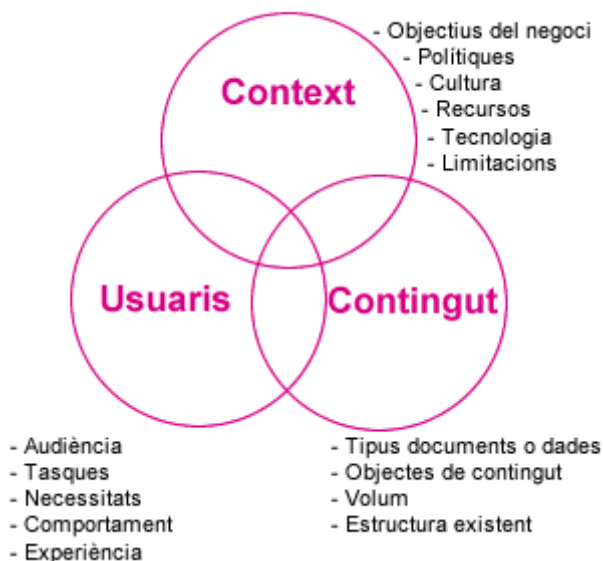 Context
- Objectius del negoci
- Polítiques
- Cultura
- Recursos
- Tecnologia
- Limitacions
Usuaris
Contingut
- Audiència
- Tasques
- Necessitats
- Comportament
- Experiència
- Tipus documents o dades
- Objectes de contingut
- Volum
- Estructura existent